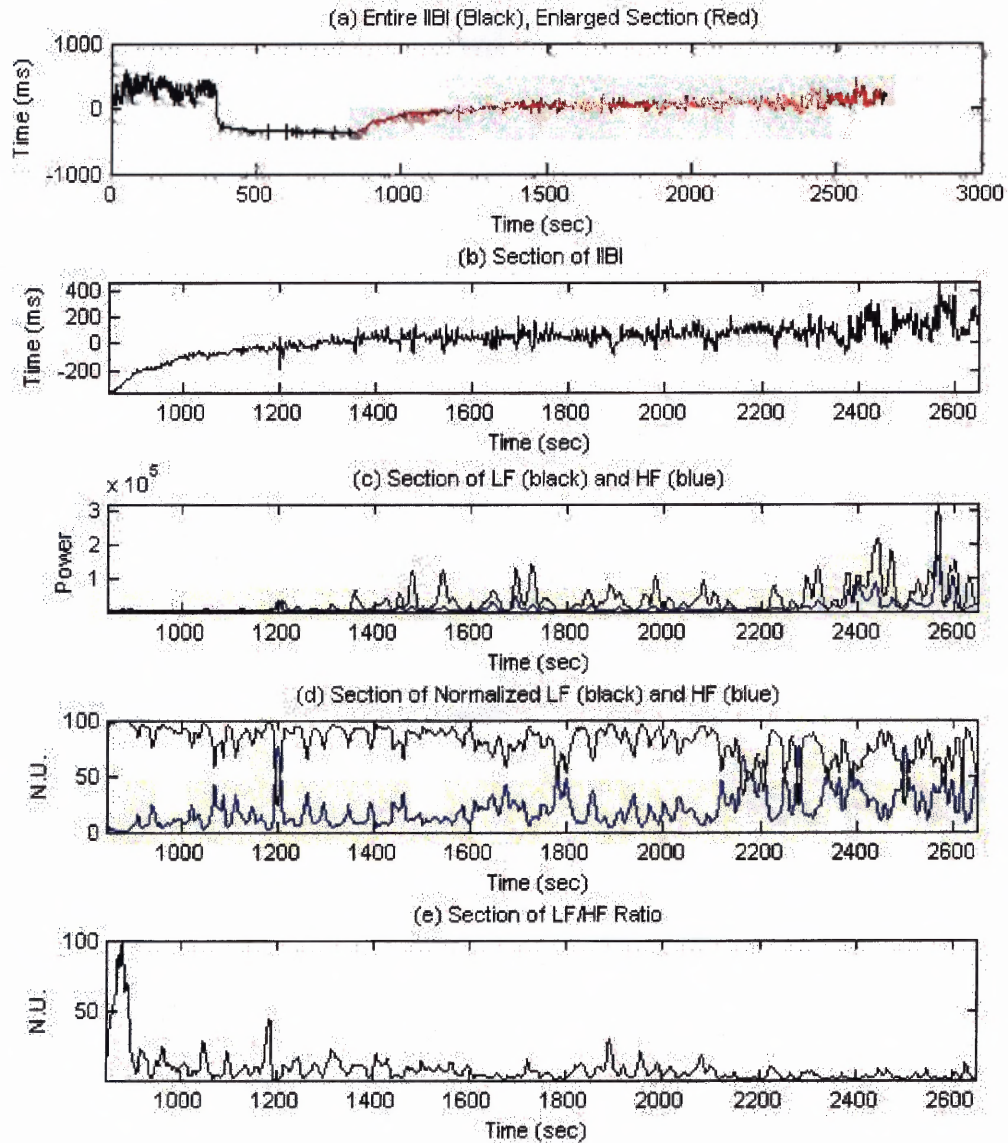 (a) Entire IIBI (Black), Enlarged Section (Red)
1000
0
-1000
Time (ms)
0 500 1000 1500 2000 2500 3000
Time (sec)
(b) Section of IIBI
400
200
0
-200
Time (ms)
1000 1200 1400 1600 1800 2000 2200 2400 2600
Time (sec)
(c) Section of LF (black) and HF (blue)
x 10^5
3
2
1
Power
1000 1200 1400 1600 1800 2000 2200 2400 2600
Time (sec)
(d) Section of Normalized LF (black) and HF (blue)
100
50
0
N.U.
1000 1200 1400 1600 1800 2000 2200 2400 2600
Time (sec)
(e) Section of LF/HF Ratio
100
50
N.U.
1000 1200 1400 1600 1800 2000 2200 2400 2600
Time (sec)